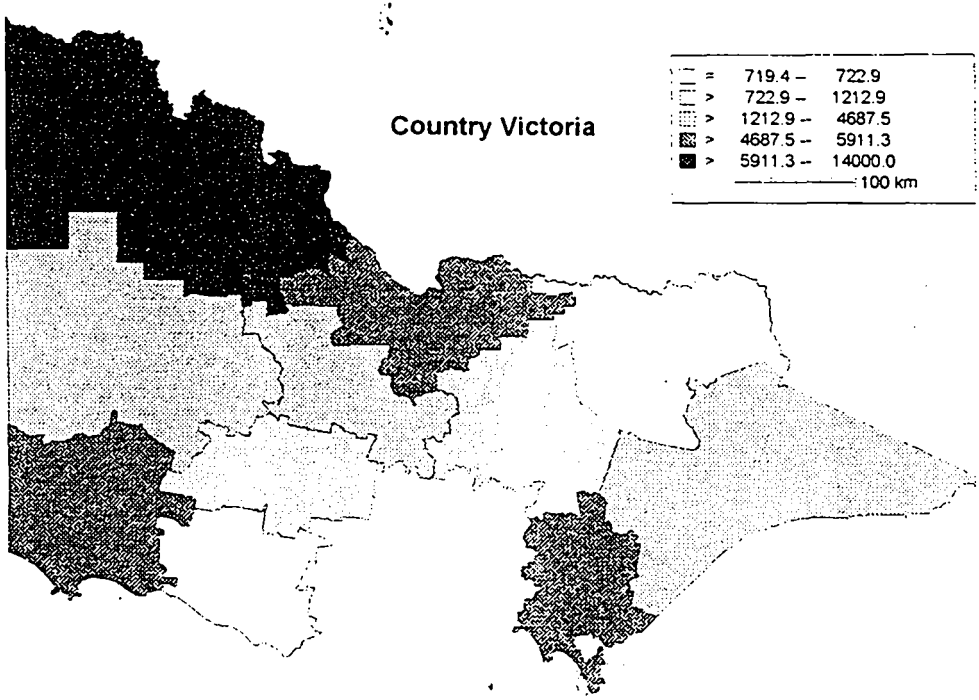 Country Victoria
= 719.4 – 722.9
> 722.9 – 1212.9
> 1212.9 -- 4687.5
> 4687.5 -- 5911.3
> 5911.3 -- 14000.0
100 km